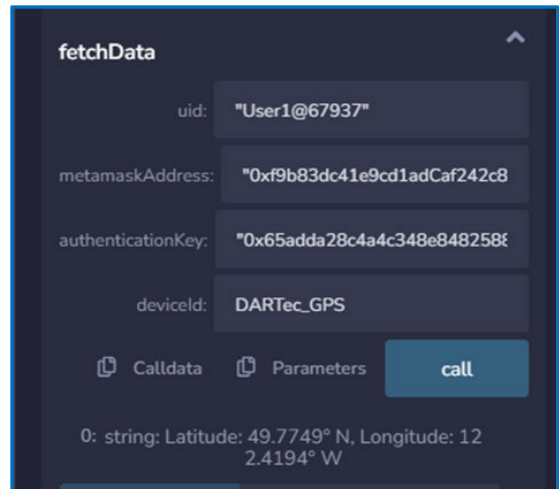 fetchData
uid: "User1@67937"
metamaskAddress: "0xf9b83dc41e9cd1adCaf242c8
authenticationKey: "0x65adda28c4a4c348e8482588
deviceId: DARTec_GPS
Calldata Parameters call
0: string: Latitude: 49.7749° N, Longitude: 12
2.4194° W